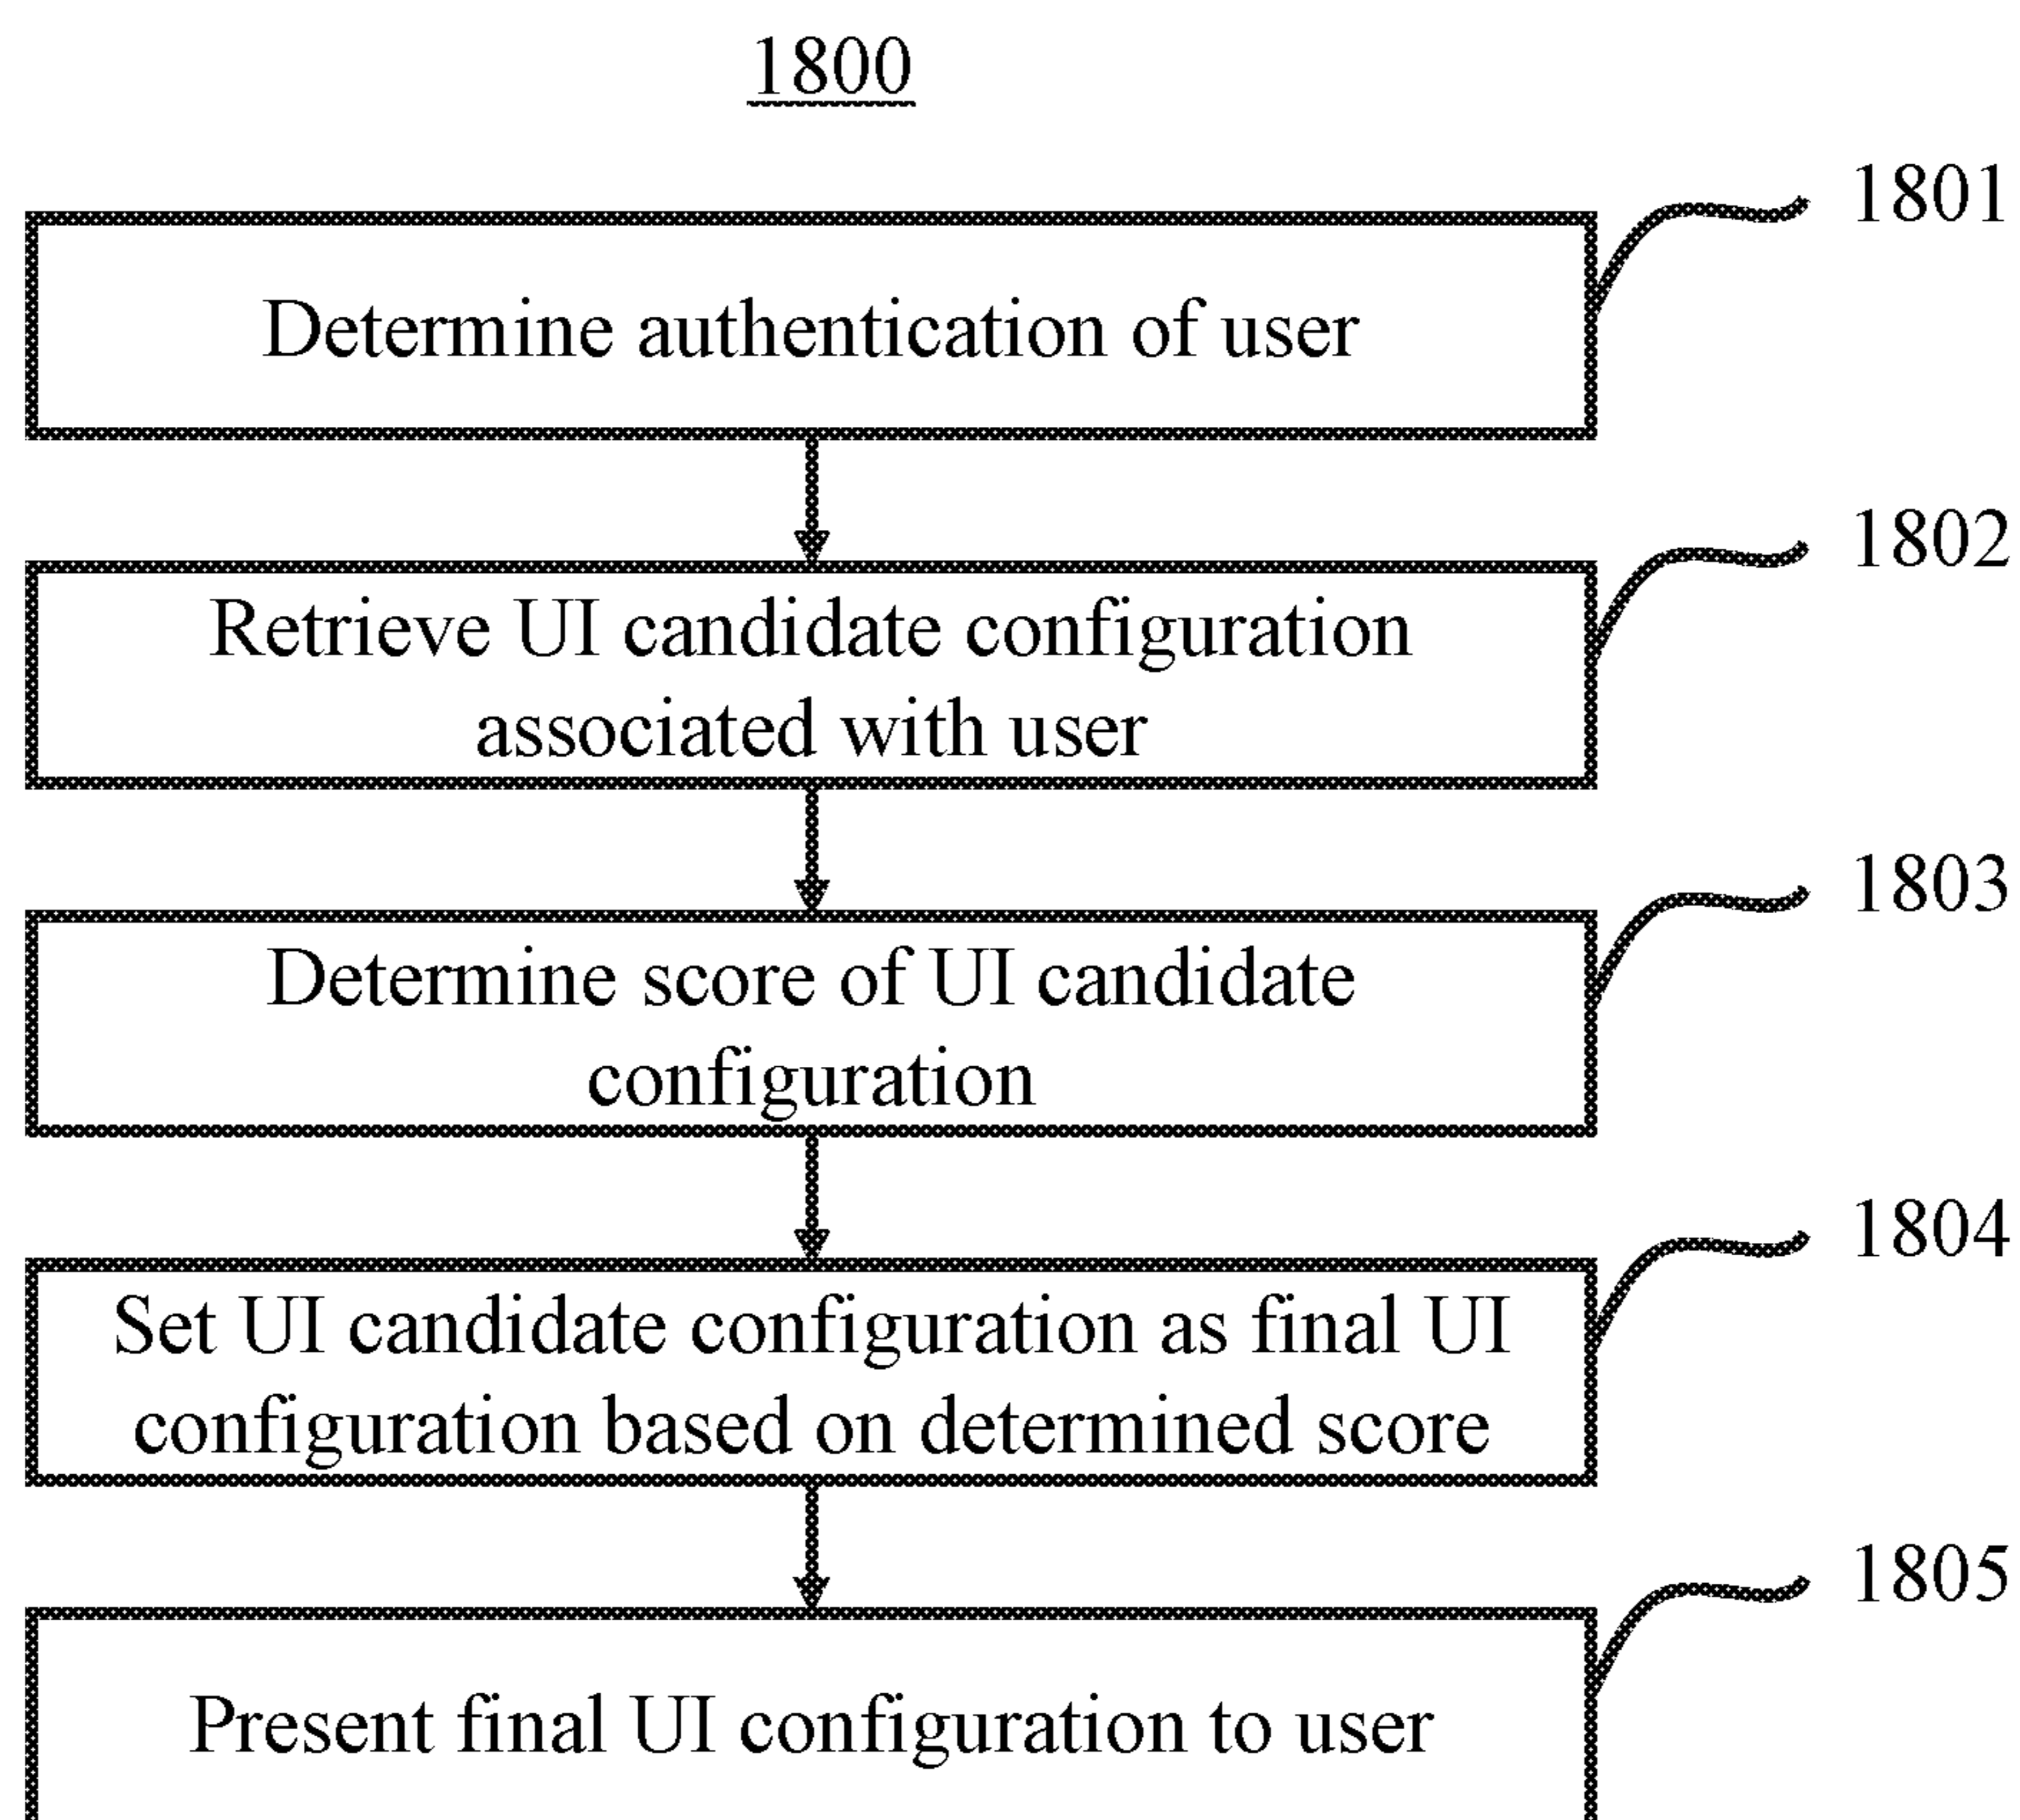 1800
1801
Determine authentication of user
1802
Retrieve UI candidate configuration
associated with user
1803
Determine score of UI candidate
configuration
1804
Set UI candidate configuration as final UI
configuration based on determined score
1805
Present final UI configuration to user